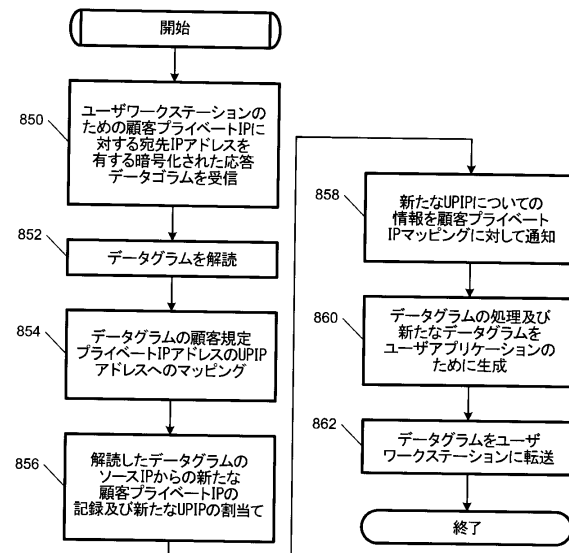 開始
850
ユーザワークステーションの
ための顧客プライベートIPに
対する宛先IPアドレスを
有する暗号化された応答
データゴラムを受信
852
データグラムを解読
854
データグラムの顧客規定
プライベートIPアドレスのUPIP
アドレスへのマッピング
856
解読したデータグラムの
ソースIPからの新たな
顧客プライベートIPの
記録及び新たなUPIPの割当て
858
新たなUPIPについての
情報を顧客プライベート
IPマッピングに対して通知
860
データグラムの処理及び
新たなデータグラムを
ユーザアプリケーションの
ために生成
862
データグラムをユーザ
ワークステーションに転送
終了